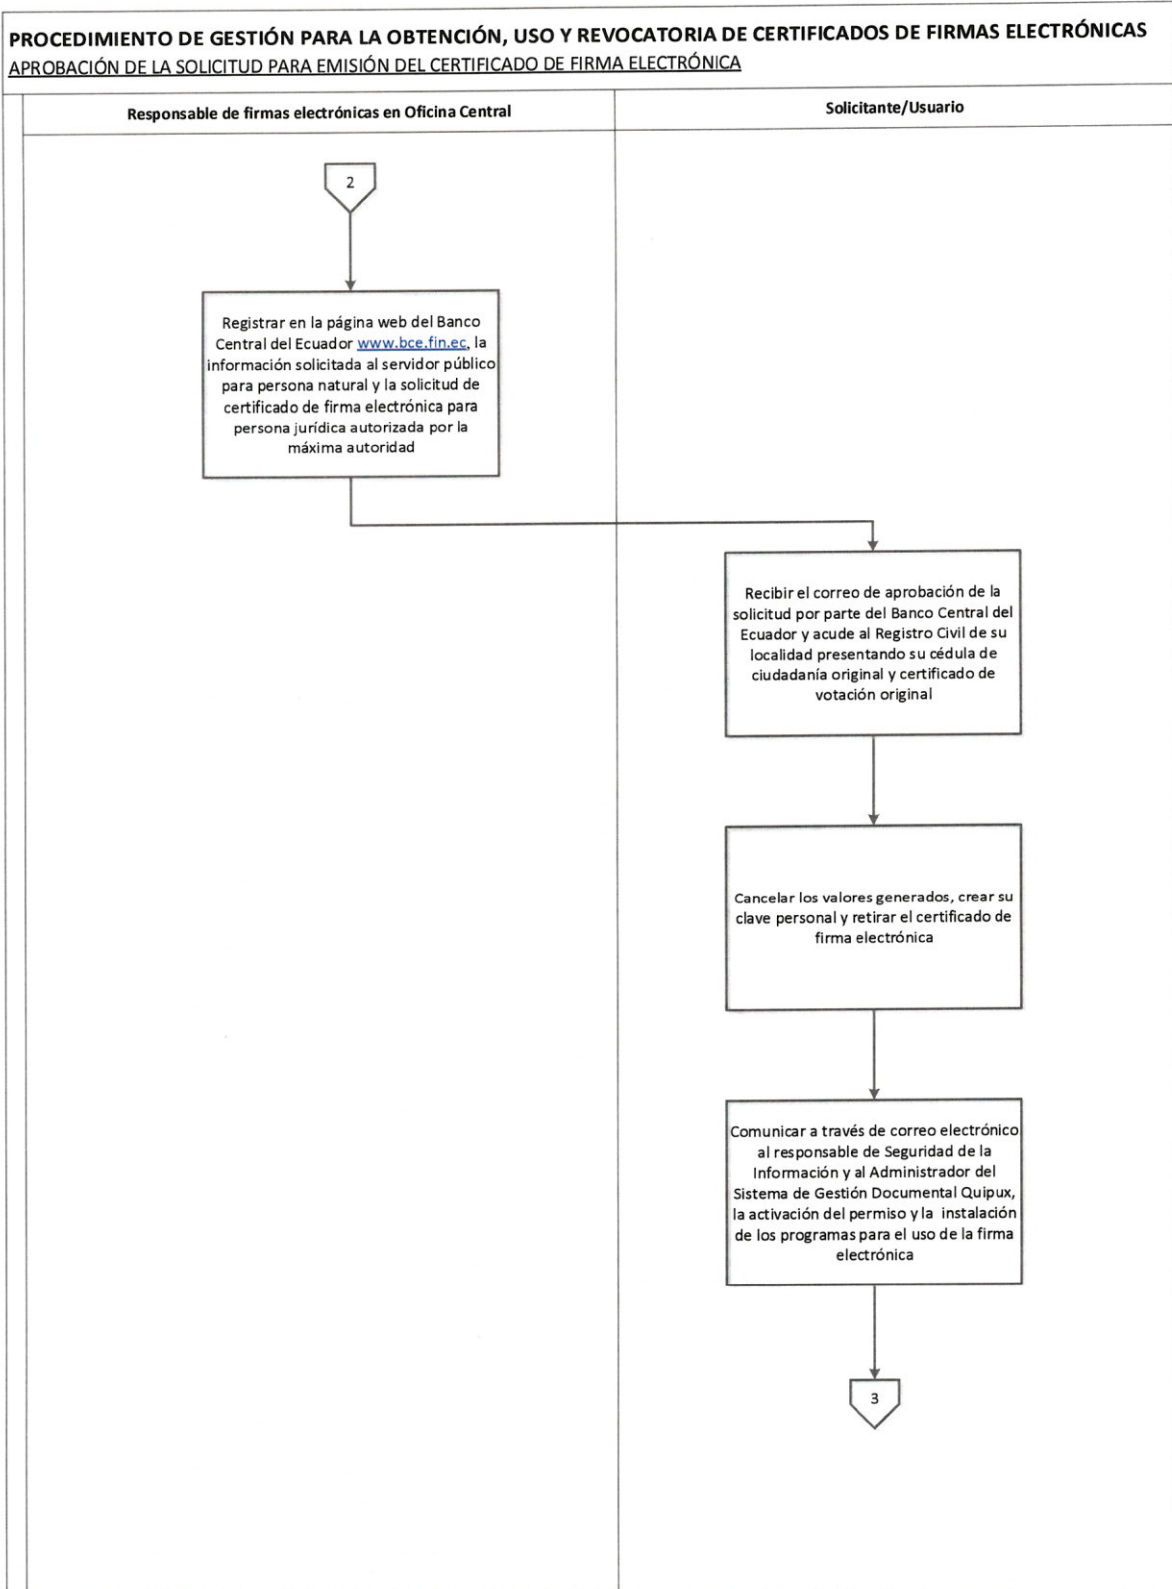 PROCEDIMIENTO DE GESTIÓN PARA LA OBTENCIÓN, USO Y REVOCATORIA DE CERTIFICADOS DE FIRMAS ELECTRÓNICAS
APROBACIÓN DE LA SOLICITUD PARA EMISIÓN DEL CERTIFICADO DE FIRMA ELECTRÓNICA
Responsable de firmas electrónicas en Oficina Central
Solicitante/Usuario
2
Registrar en la página web del Banco
Central del Ecuador www.bce.fin.ec, la
información solicitada al servidor público
para persona natural y la solicitud de
certificado de firma electrónica para
persona jurídica autorizada por la
máxima autoridad
Recibir el correo de aprobación de la
solicitud por parte del Banco Central del
Ecuador y acude al Registro Civil de su
localidad presentando su cédula de
ciudadanía original y certificado de
votación original
Cancelar los valores generados, crear su
clave personal y retirar el certificado de
firma electrónica
Comunicar a través de correo electrónico
al responsable de Seguridad de la
Información y al Administrador del
Sistema de Gestión Documental Quipux,
la activación del permiso y la instalación
de los programas para el uso de la firma
electrónica
3